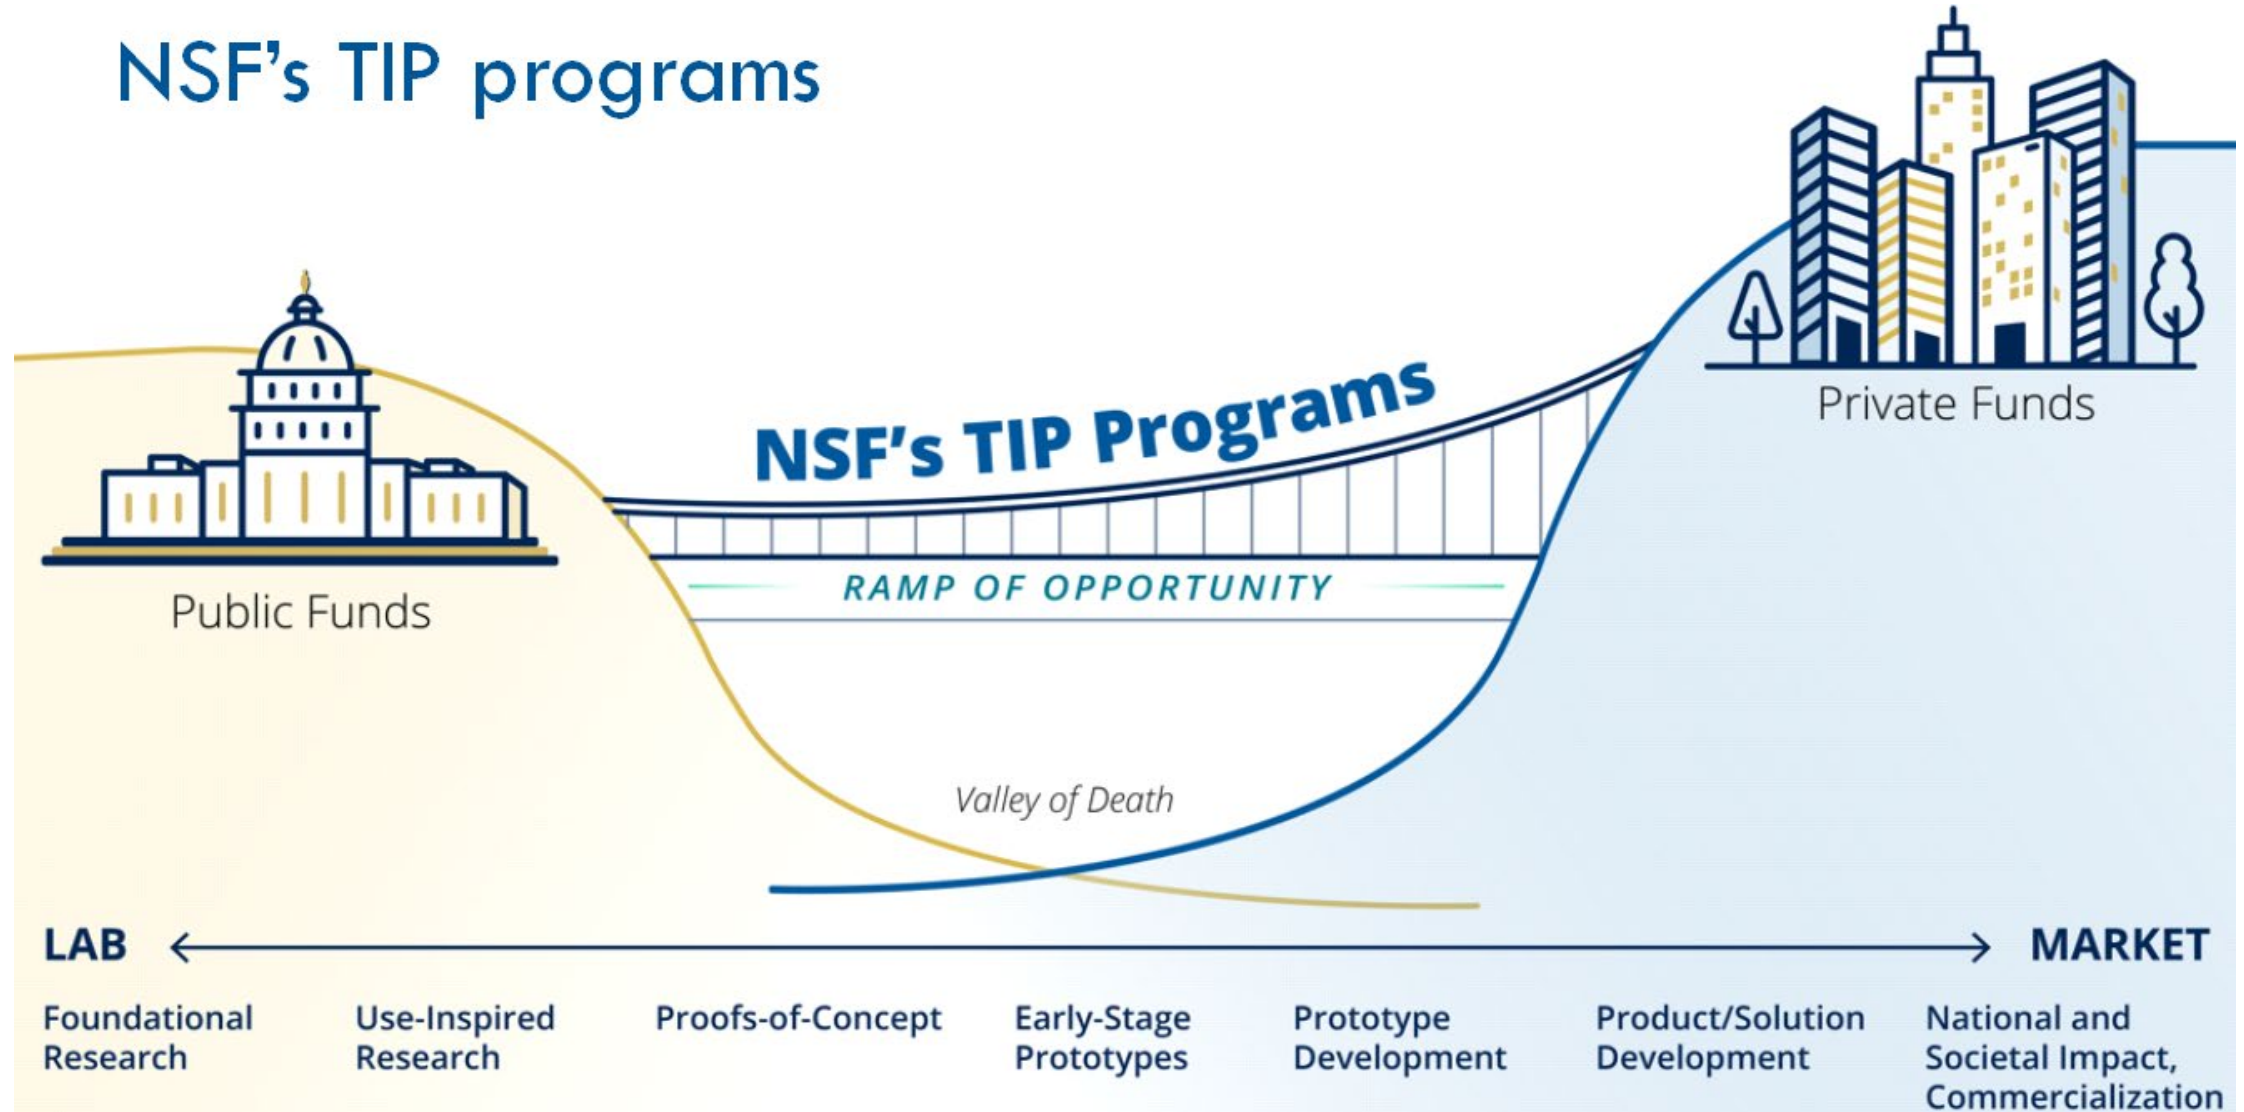 NSF's TIP programs
NSF's TIP Programs
Private Funds
RAMP OF OPPORTUNITY
Public Funds
Valley of Death
LAB
MARKET
Foundational
Research
Use-Inspired
Research
Proofs-of-Concept
Early-Stage
Prototypes
Prototype
Development
Product/Solution
Development
National and
Societal Impact,
Commercialization